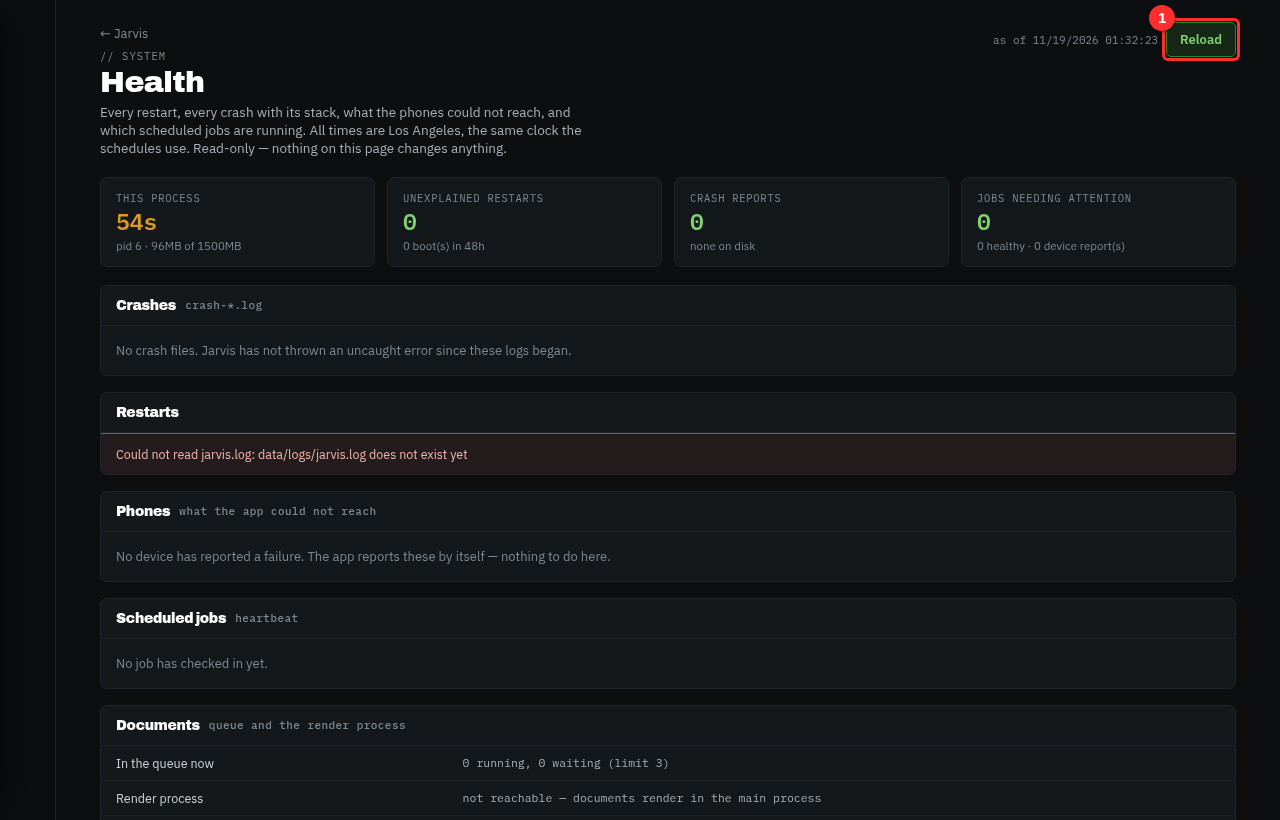 ← Jarvis
// SYSTEM
Health
Every restart, every crash with its stack, what the phones could not reach, and
which scheduled jobs are running. All times are Los Angeles, the same clock the
schedules use. Read-only — nothing on this page changes anything.
as of 11/19/2026 01:32:23
1
Reload
THIS PROCESS
54s
pid 6 · 96MB of 1500MB
UNEXPLAINED RESTARTS
0
0 boot(s) in 48h
CRASH REPORTS
0
none on disk
JOBS NEEDING ATTENTION
0
0 healthy · 0 device report(s)
Crashes crash-*.log
No crash files. Jarvis has not thrown an uncaught error since these logs began.
Restarts
Could not read jarvis.log: data/logs/jarvis.log does not exist yet
Phones what the app could not reach
No device has reported a failure. The app reports these by itself — nothing to do here.
Scheduled jobs heartbeat
No job has checked in yet.
Documents queue and the render process
In the queue now 0 running, 0 waiting (limit 3)
Render process not reachable — documents render in the main process